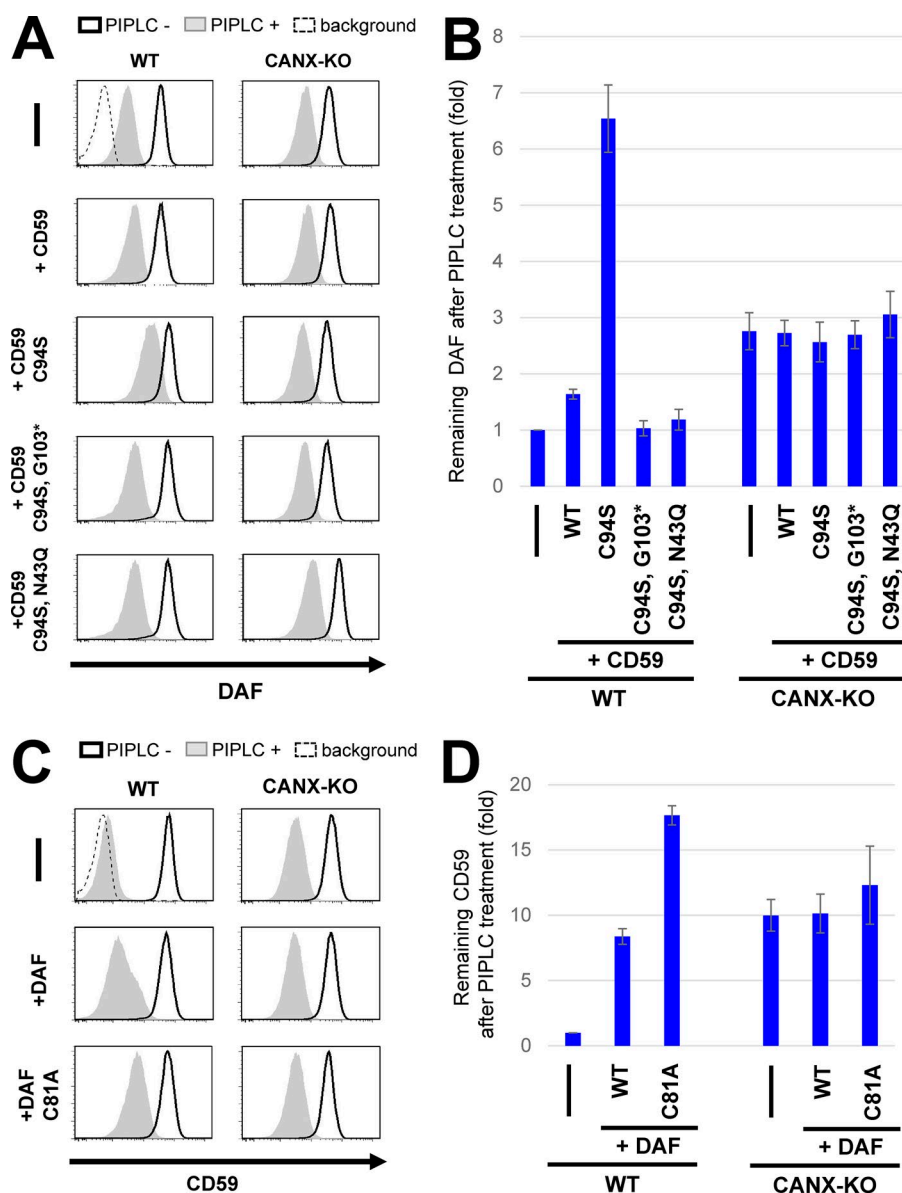 A
PIPLC - PIPLC + background
WT CANX-KO
+ CD59
+ CD59
C94S
+ CD59
C94S, G103*
+CD59
C94S, N43Q
DAF
B
Remaining DAF after PIPLC treatment (fold)
8
7
6
5
4
3
2
1
0
WT
C94S
C94S, G103*
C94S, N43Q
WT
C94S
C94S, G103*
C94S, N43Q
+ CD59 + CD59
WT CANX-KO
C
PIPLC - PIPLC + background
WT CANX-KO
+DAF
+DAF
C81A
CD59
D
Remaining CD59
after PIPLC treatment (fold)
20
15
10
5
0
WT
C81A
WT
C81A
+ DAF + DAF
WT CANX-KO